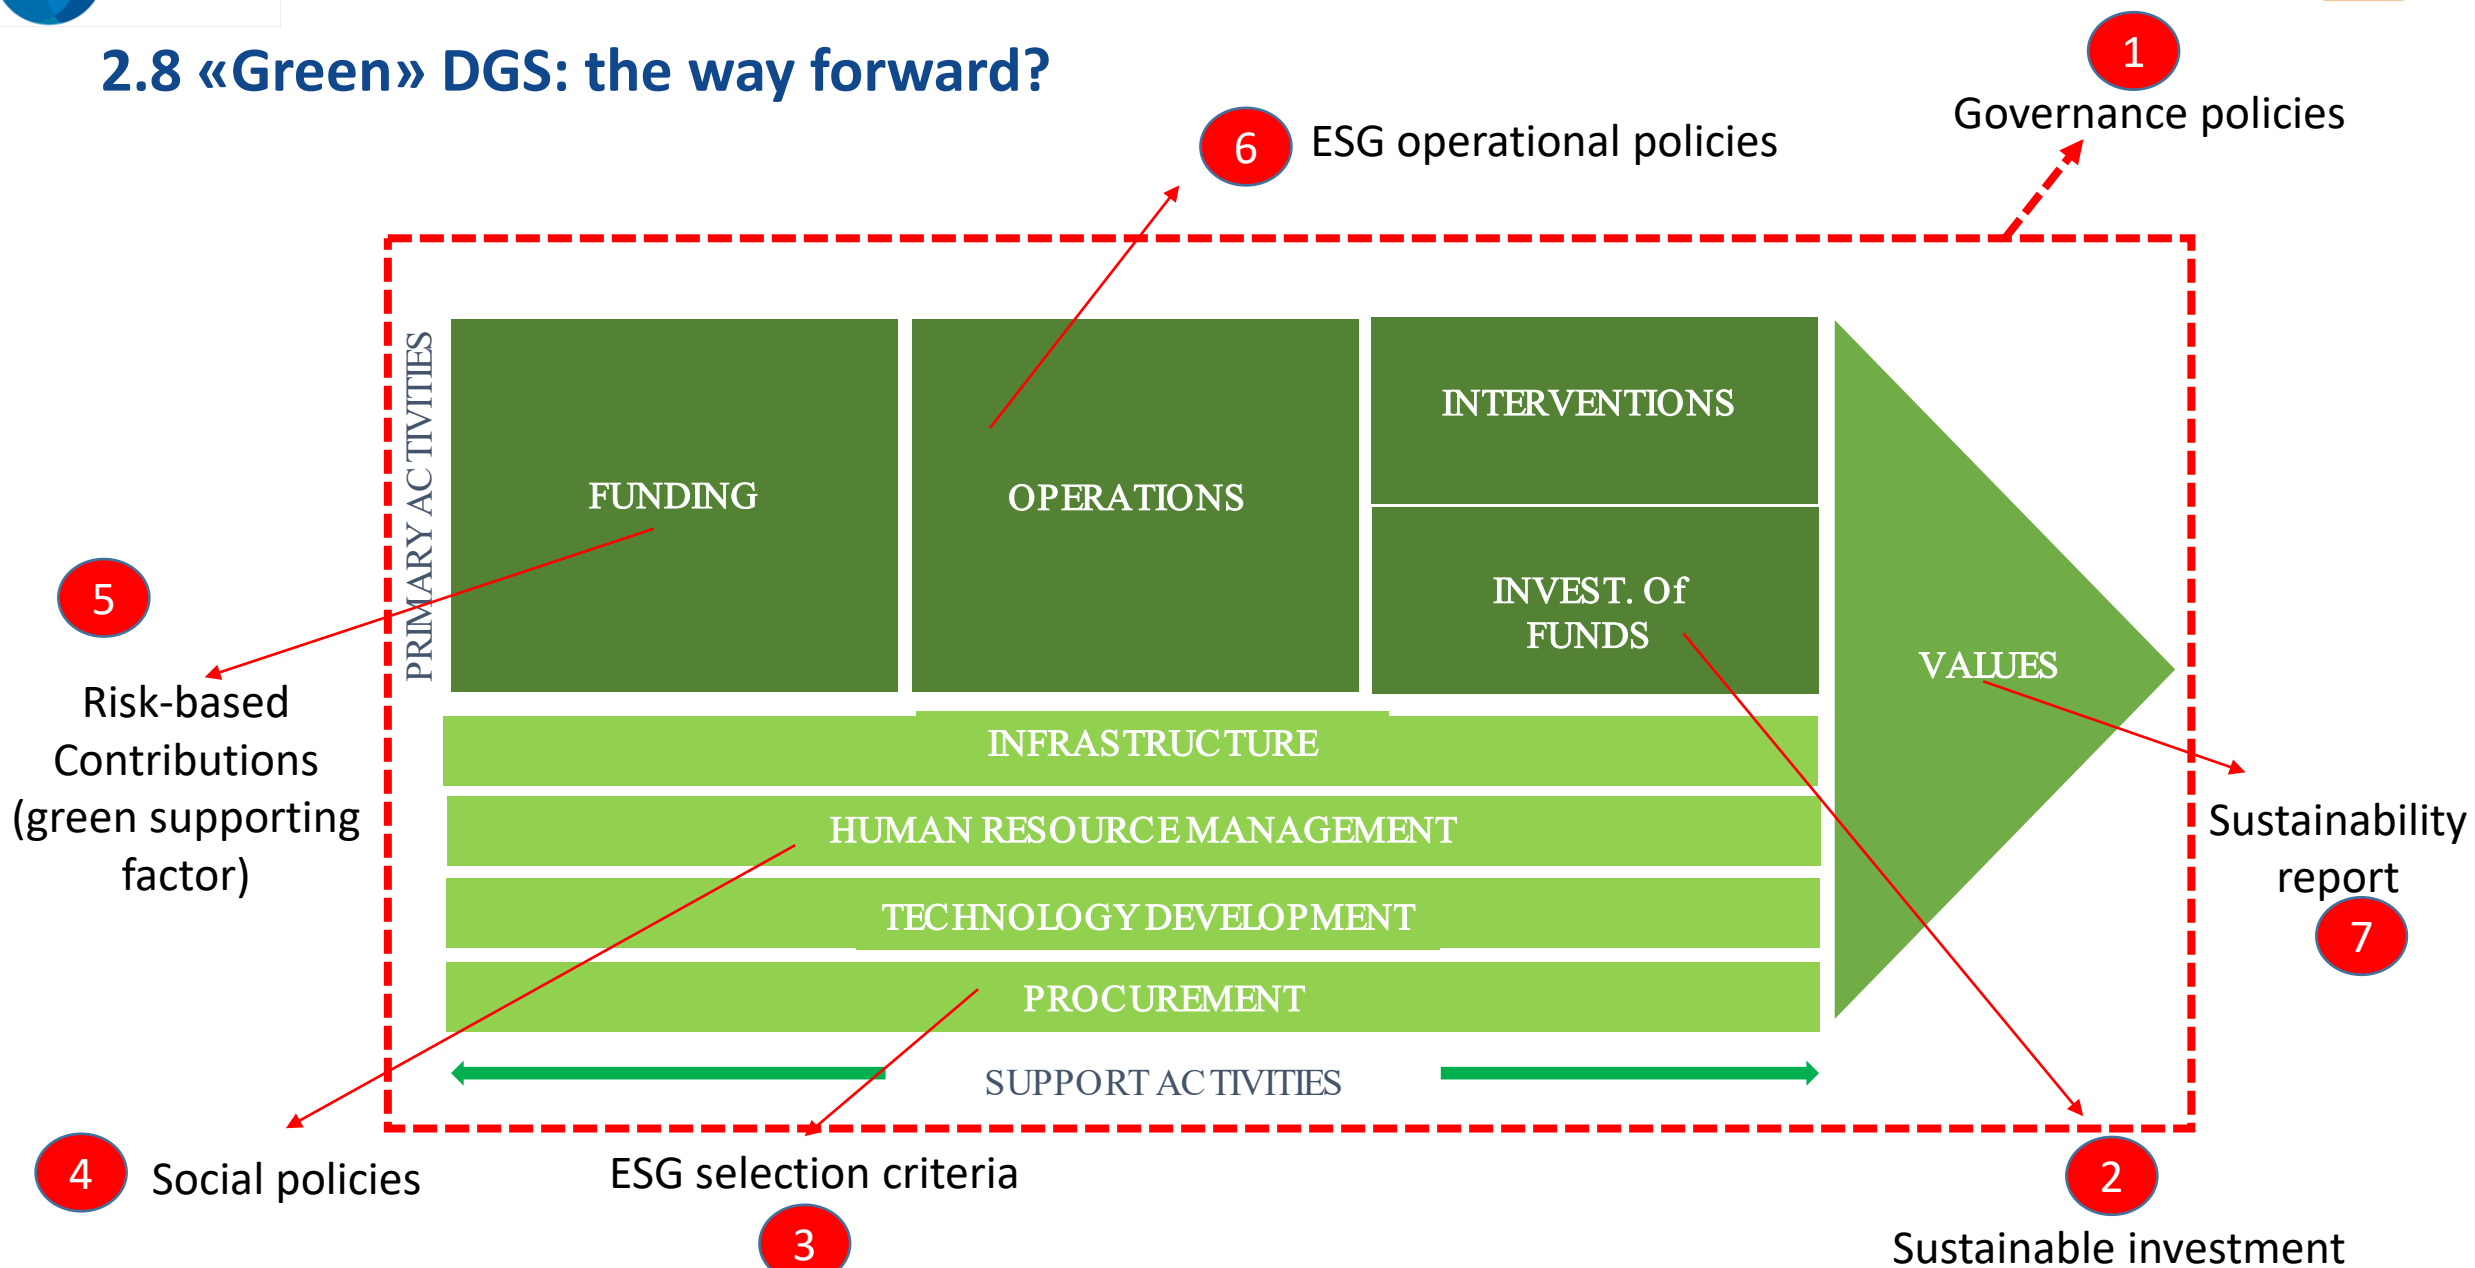 2.8 «Green» DGS: the way forward?
1
Governance policies
6
ESG operational policies
PRIMARY ACTIVITIES
FUNDING
OPERATIONS
INTERVENTIONS
INVEST. Of
FUNDS
VALUES
5
Risk-based
Contributions
(green supporting
factor)
INFRASTRUCTURE
HUMAN RESOURCE MANAGEMENT
TECHNOLOGY DEVELOPMENT
PROCUREMENT
SUPPORT ACTIVITIES
Sustainability
report
7
4
Social policies
ESG selection criteria
3
2
Sustainable investment